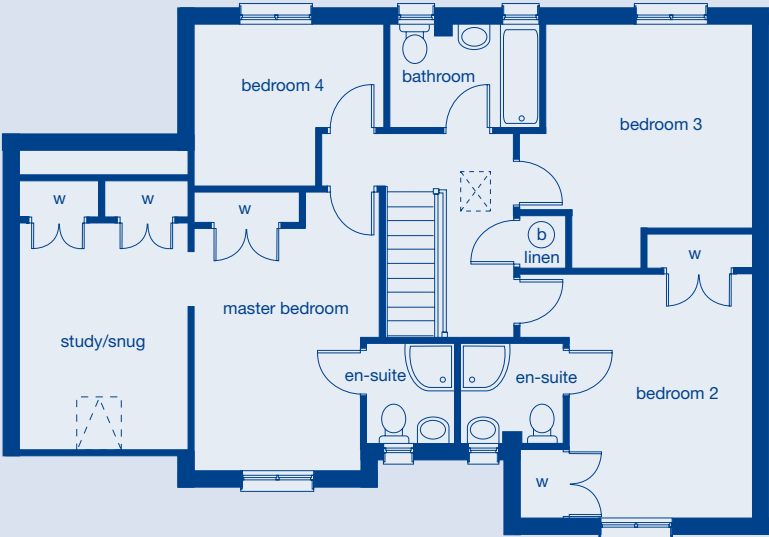 bathroom
bedroom 4
bedroom 3
w
w
w
b
linen
w
master bedroom
study/snug
en-suite
en-suite
bedroom 2
w